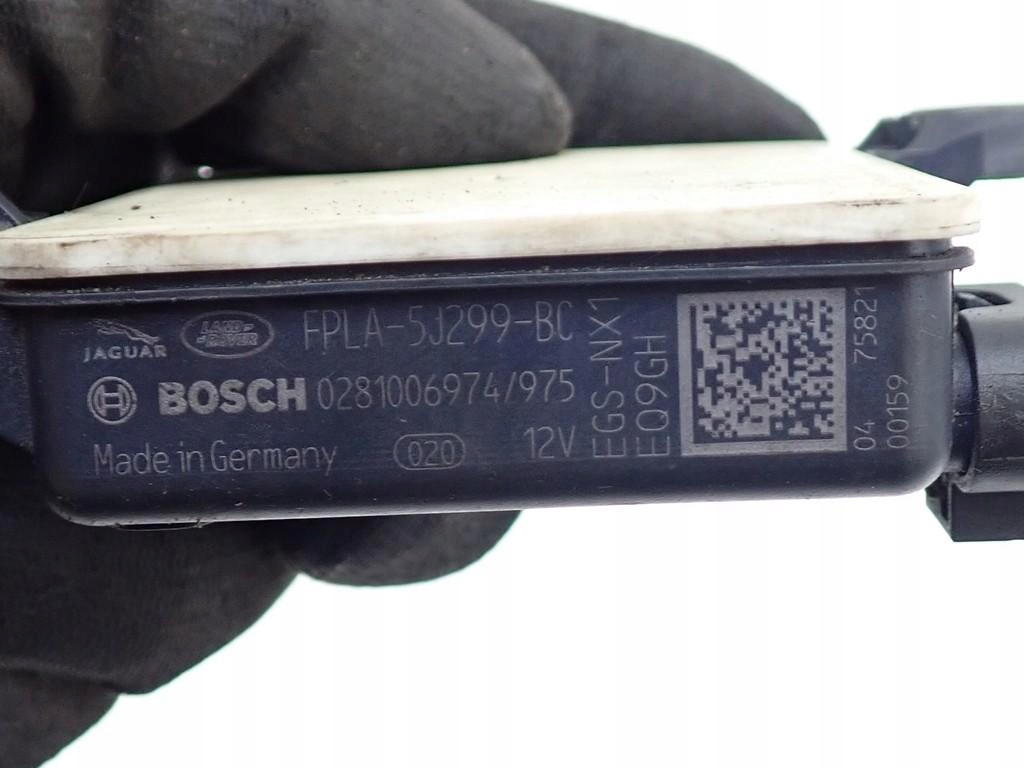 JAGUAR
LAND ROVER
FPLA-5J299-BC
BOSCH 0281006974/975
Made in Germany 020 12V
EGS-NX1
EQ9GH
04 75821
00159